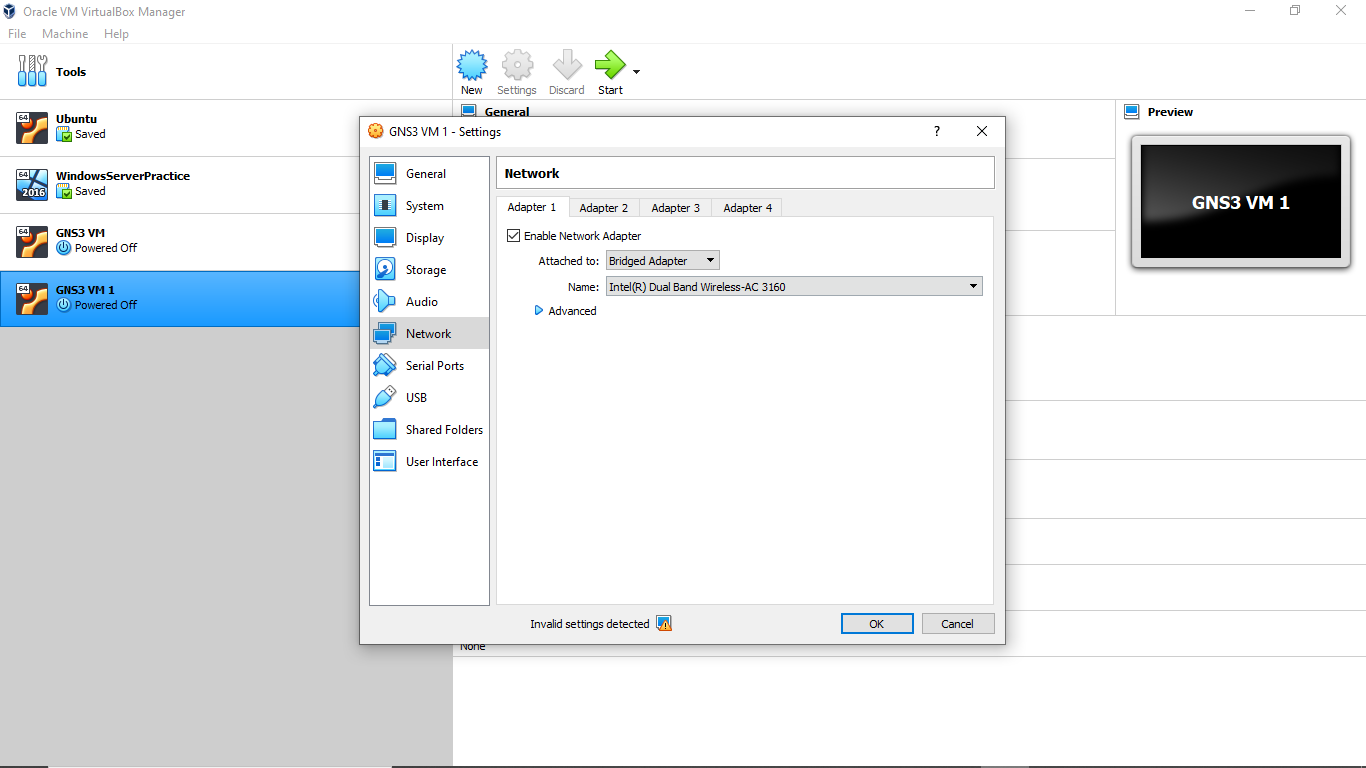 Oracle VM VirtualBox Manager
File Machine Help
Tools
New Settings Discard Start
64 Ubuntu
Saved
64 2016 WindowsServerPractice
Saved
64 GNS3 VM
Powered Off
64 GNS3 VM 1
Powered Off
General
Preview
GNS3 VM 1
GNS3 VM 1 - Settings ?
General
System
Display
Storage
Audio
Network
Serial Ports
USB
Shared Folders
User Interface
Network
Adapter 1 Adapter 2 Adapter 3 Adapter 4
Enable Network Adapter
Attached to: Bridged Adapter
Name: Intel(R) Dual Band Wireless-AC 3160
Advanced
Invalid settings detected OK Cancel
None